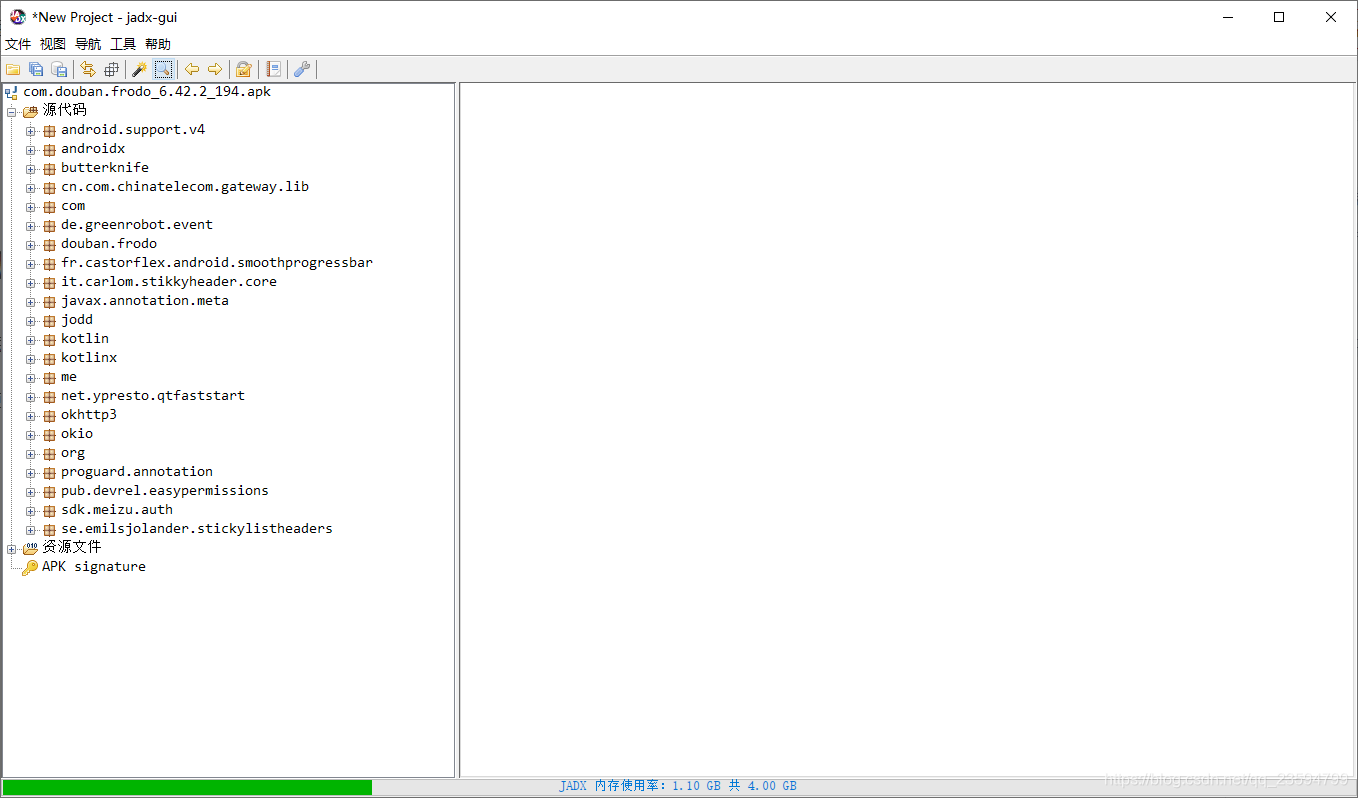 *New Project - jadx-gui
文件 视图 导航 工具 帮助
com.douban.frodo_6.42.2_194.apk
源代码
android.support.v4
androidx
butterknife
cn.com.chinatelecom.gateway.lib
com
de.greenrobot.event
douban.frodo
fr.castorflex.android.smoothprogressbar
it.carlom.stikkyheader.core
javax.annotation.meta
jodd
kotlin
kotlinx
me
net.ypresto.qtfaststart
okhttp3
okio
org
proguard.annotation
pub.devrel.easypermissions
sdk.meizu.auth
se.emilsjolander.stickylistheaders
资源文件
APK signature
JADX 内存使用率: 1.10 GB 共 4.00 GB
https://blog.csdn.net/qq_23594799